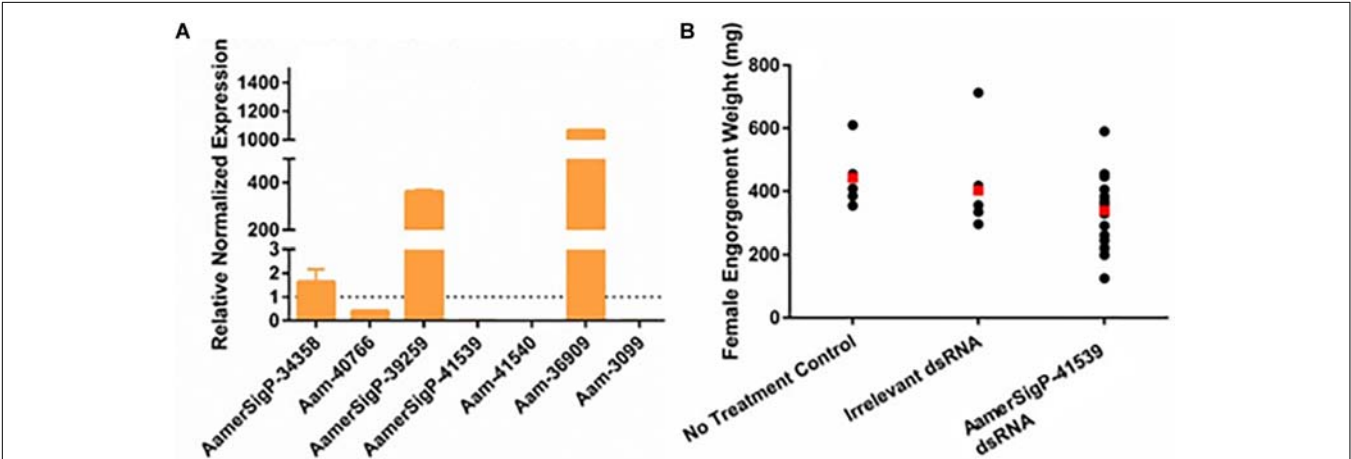 A
Relative Normalized Expression
1400
1200
1000
400
200
3
2
1
0
AamerSigP-34358
Aam-40766
AamerSigP-39259
AamerSigP-41539
Aam-41540
Aam-36909
Aam-3099
B
Female Engorgement Weight (mg)
800
600
400
200
0
No Treatment Control
Irrelevant dsRNA
AamerSigP-41539
dsRNA